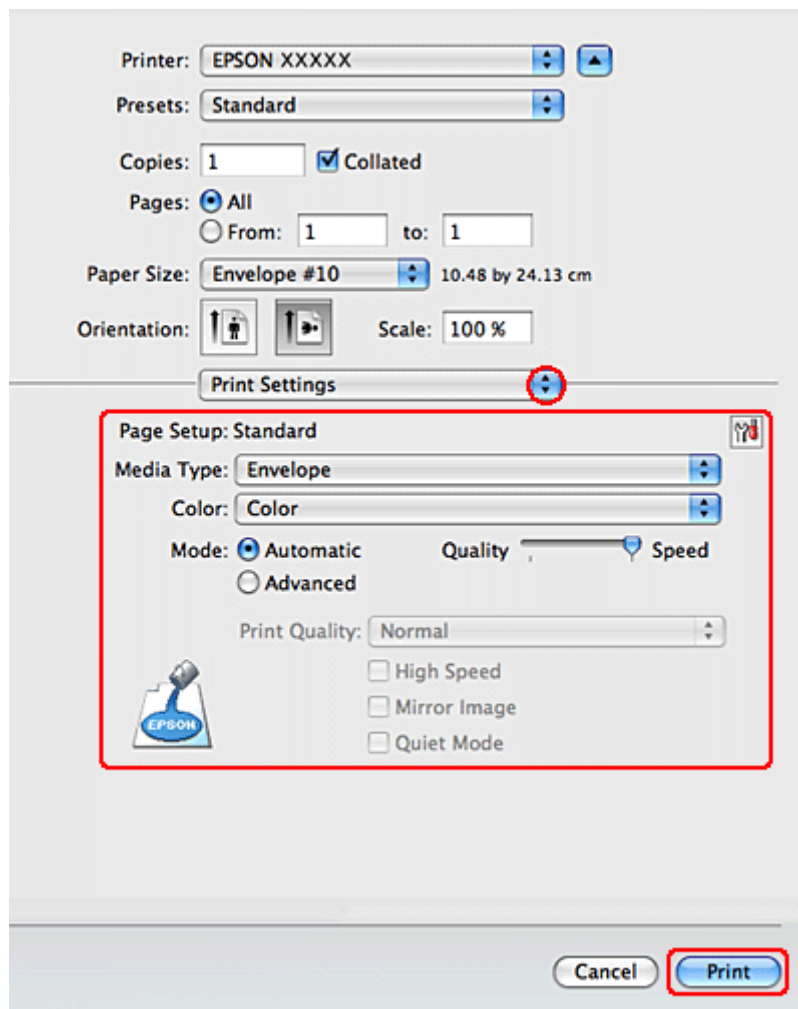 Printer: EPSON XXXXX
Presets: Standard
Copies: 1 Collated
Pages: All
From: 1 to: 1
Paper Size: Envelope #10 10.48 by 24.13 cm
Orientation: Scale: 100 %
Print Settings
Page Setup: Standard
Media Type: Envelope
Color: Color
Mode: Automatic Quality Speed
Advanced
Print Quality: Normal
High Speed
Mirror Image
EPSON
Quiet Mode
Cancel Print